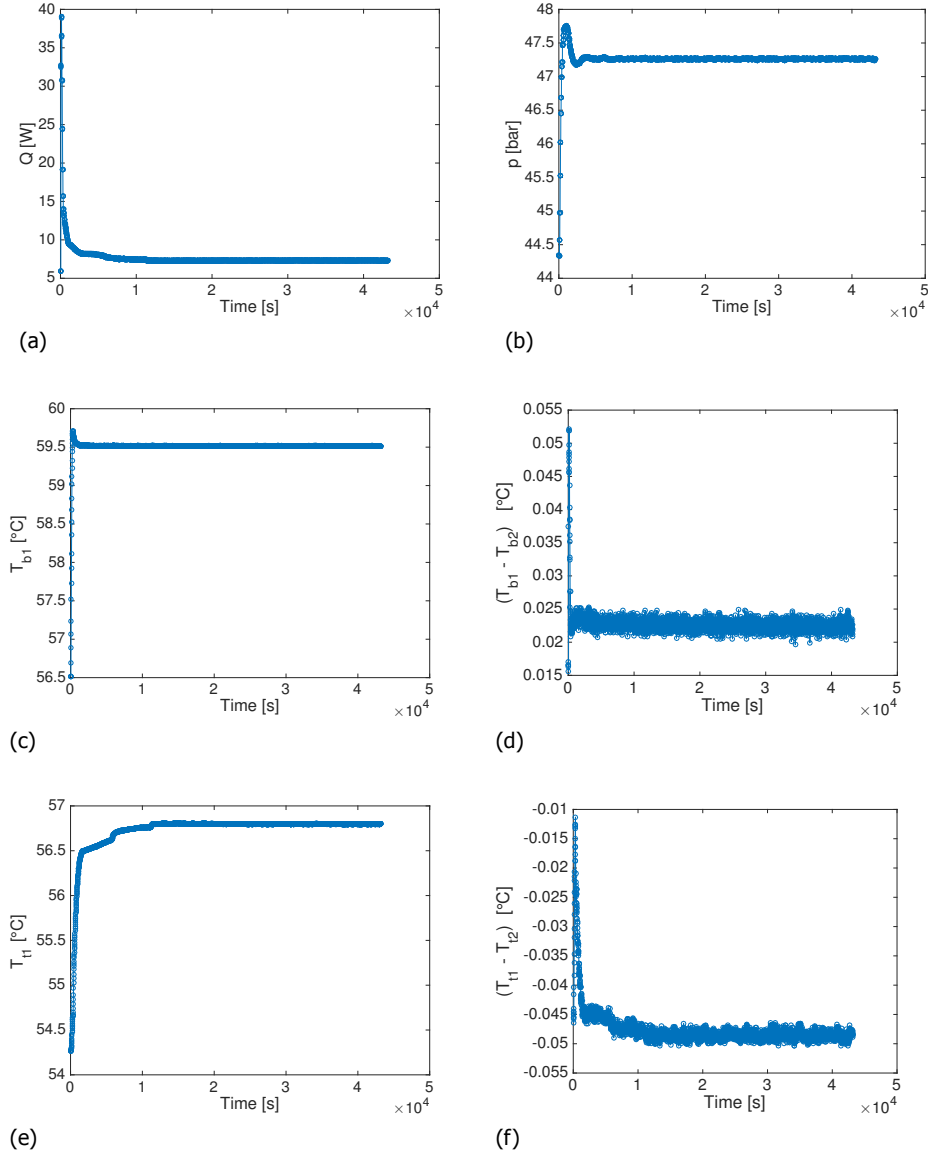 40
35
30
25
20
15
10
5
Q [W]
0 1 2 3 4 5
Time [s]
×10⁴
(a)
48
47.5
47
46.5
46
45.5
45
44.5
44
p [bar]
0 1 2 3 4 5
Time [s]
×10⁴
(b)
60
59.5
59
58.5
58
57.5
57
56.5
T_b1 [°C]
0 1 2 3 4 5
Time [s]
×10⁴
(c)
0.055
0.05
0.045
0.04
0.035
0.03
0.025
0.02
0.015
(T_b1 - T_b2) [°C]
0 1 2 3 4 5
Time [s]
×10⁴
(d)
57
56.5
56
55.5
55
54.5
54
T_t1 [°C]
0 1 2 3 4 5
Time [s]
×10⁴
(e)
-0.01
-0.015
-0.02
-0.025
-0.03
-0.035
-0.04
-0.045
-0.05
-0.055
(T_t1 - T_t2) [°C]
0 1 2 3 4 5
Time [s]
×10⁴
(f)